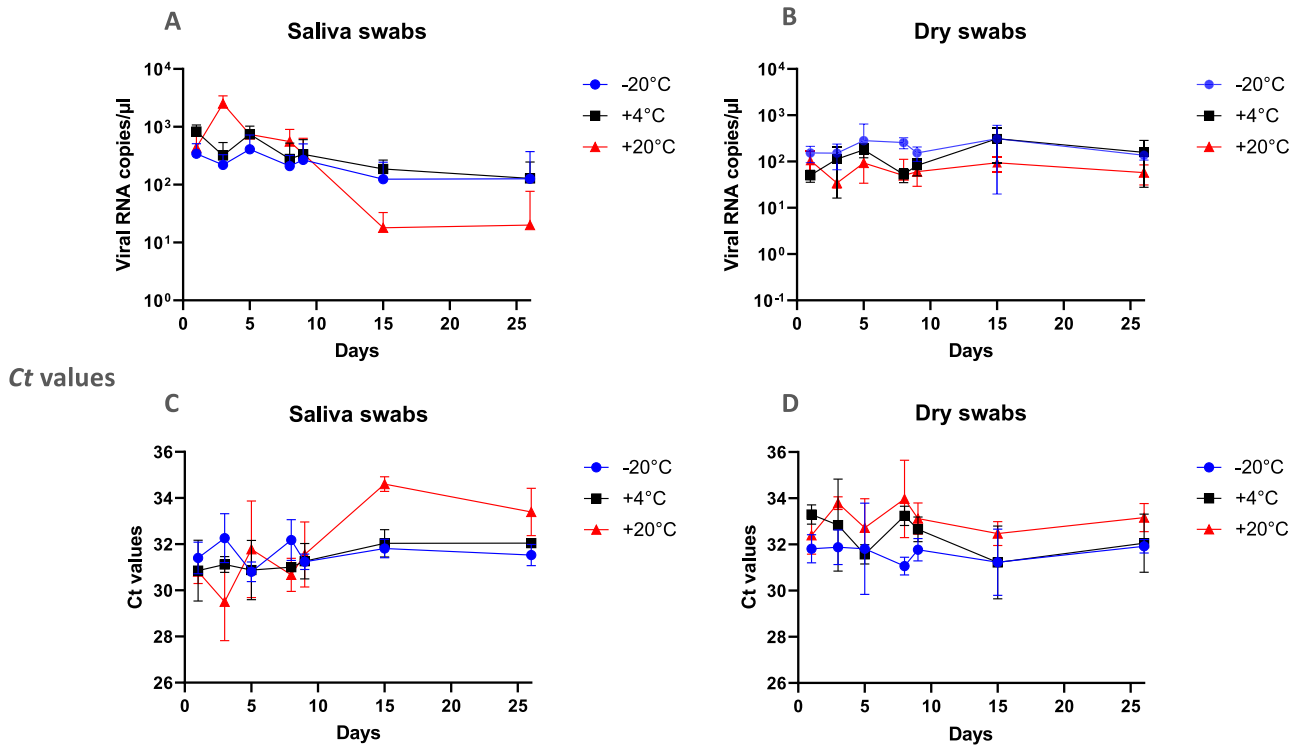 A
Saliva swabs
Viral RNA copies/µl
10⁴
10³
10²
10¹
10⁰
0 5 10 15 20 25
Days
-20°C
+4°C
+20°C
B
Dry swabs
Viral RNA copies/µl
10⁴
10³
10²
10¹
10⁰
10⁻¹
0 5 10 15 20 25
Days
-20°C
+4°C
+20°C
Ct values
C
Saliva swabs
Ct values
36
34
32
30
28
26
0 5 10 15 20 25
Days
-20°C
+4°C
+20°C
D
Dry swabs
Ct values
36
34
32
30
28
26
0 5 10 15 20 25
Days
-20°C
+4°C
+20°C